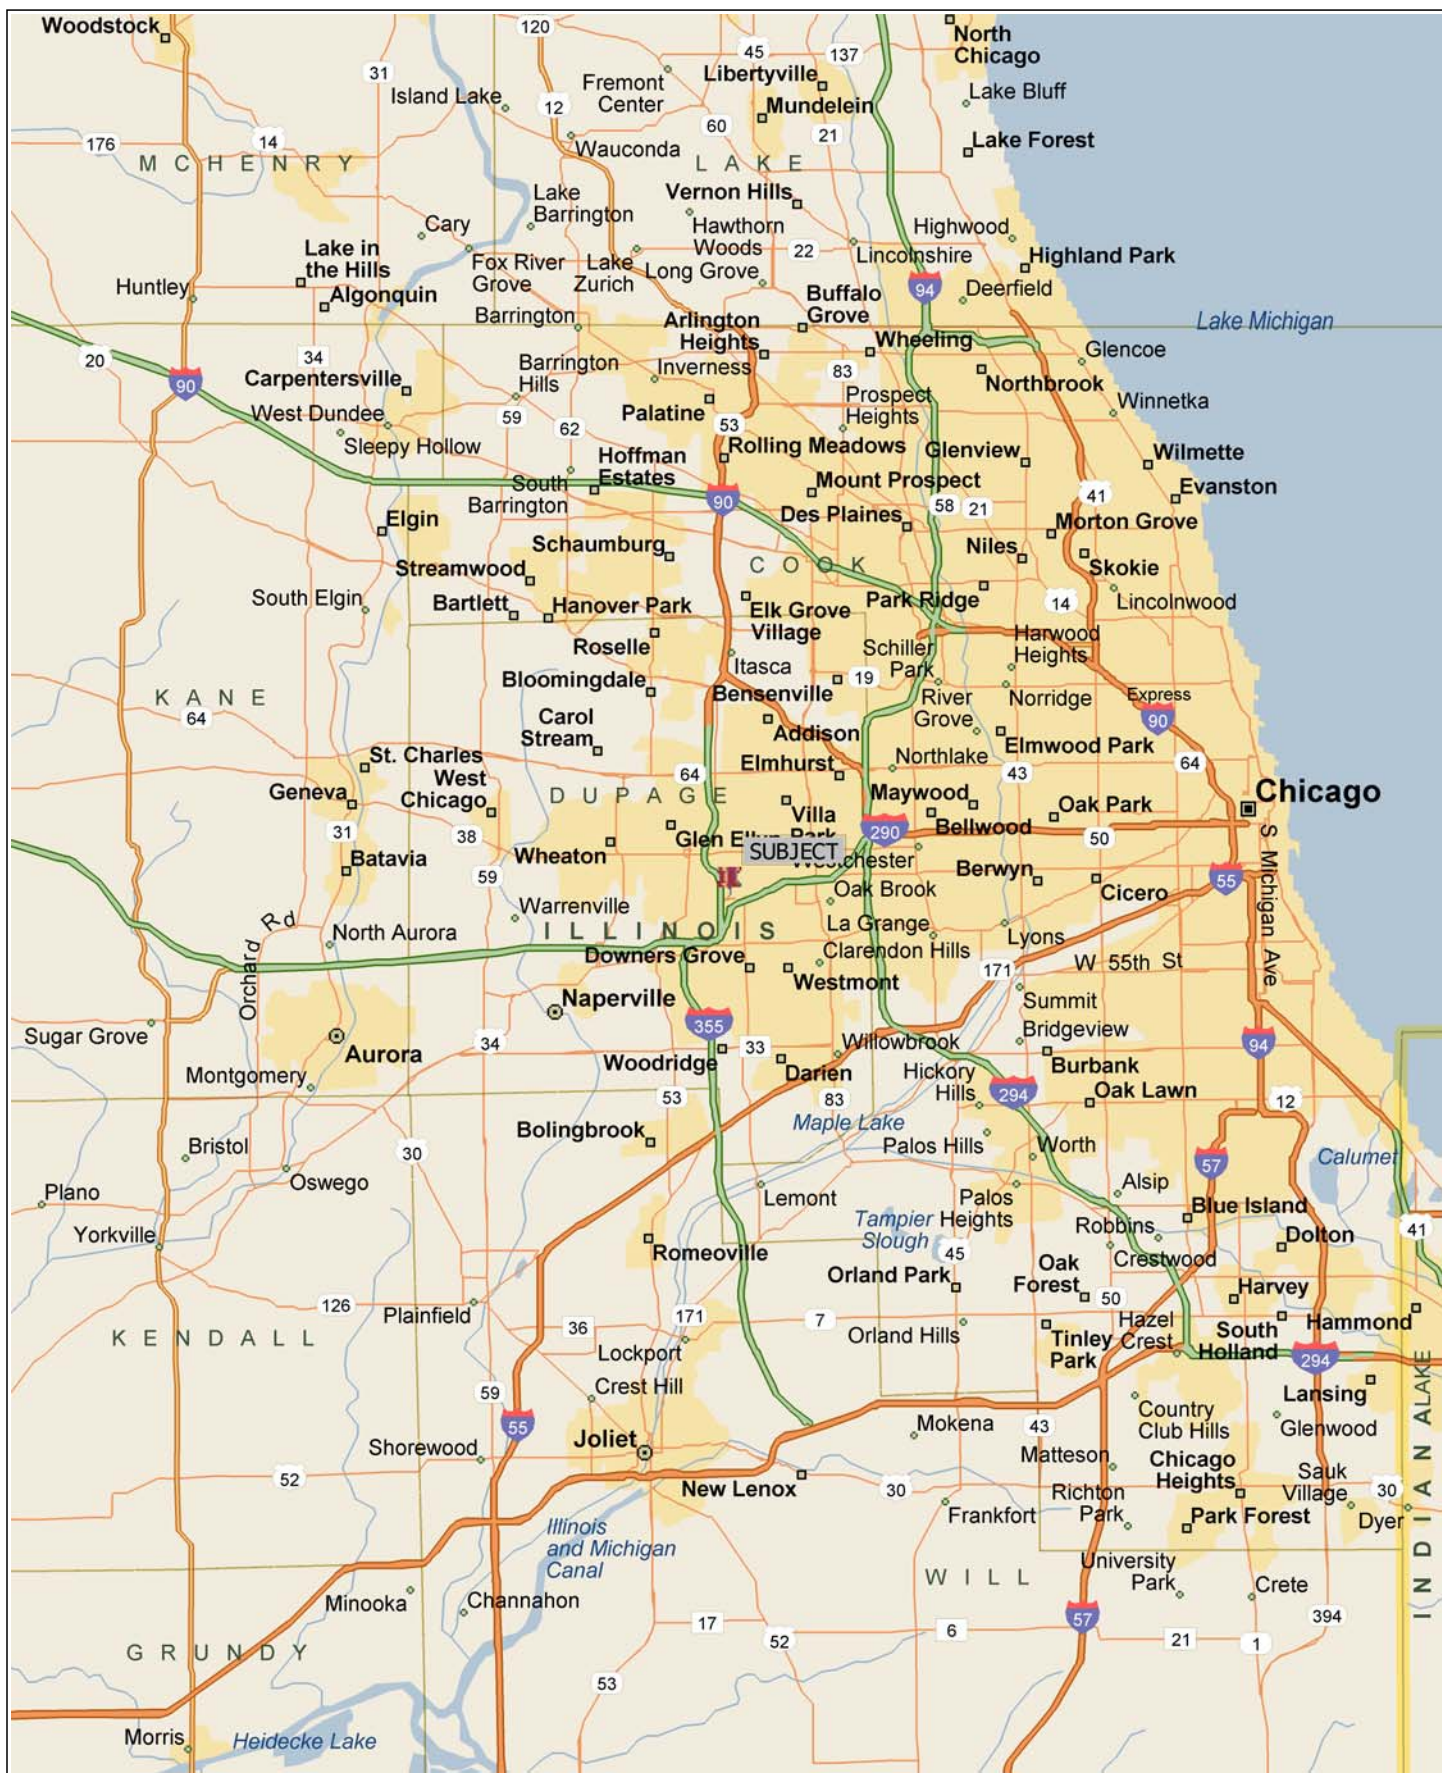 Woodstock
120
45
137
North
Chicago
31
Libertyville
Fremont
Center
Island Lake
12
Mundelein
Lake Bluff
60
21
14
176
Wauconda
Lake Forest
MCHENRY
LAKE
Lake
Barrington
Vernon Hills
Cary
Hawthorn
Woods
Highwood
22
Lincolnshire
Lake in
the Hills
Fox River
Grove
Lake
Zurich
Long Grove
Highland Park
Huntley
Algonquin
Buffalo
Grove
94
Deerfield
Barrington
Arlington
Heights
Lake Michigan
Wheeling
20
34
Glencoe
Barrington
Hills
Inverness
83
90
Carpentersville
Northbrook
Prospect
Heights
Winnetka
West Dundee
59
62
Palatine
53
Sleepy Hollow
Rolling Meadows
Glenview
Wilmette
Hoffman
Estates
South
Barrington
Mount Prospect
41
Evanston
90
58
21
Elgin
Des Plaines
Morton Grove
Schaumburg
Niles
COOK
Skokie
Streamwood
South Elgin
Bartlett
Hanover Park
Elk Grove
Village
Park Ridge
14
Lincolnwood
Roselle
Schiller
Park
Harwood
Heights
Itasca
Bloomingdale
Bensenville
19
KANE
River
Grove
Norridge
Express
64
Carol
Stream
90
Addison
Elmwood Park
St. Charles
Elmhurst
Northlake
64
43
64
West
Chicago
Geneva
DUPAGE
Maywood
Chicago
Villa
Park
Oak Park
31
38
Glen Ellyn
290
Bellwood
50
S Michigan Ave
SUBJECT
Wheaton
Batavia
Westchester
Berwyn
59
Oak Brook
Cicero
55
Orchard Rd
Warrenville
La Grange
North Aurora
ILLINOIS
Lyons
Downers Grove
Clarendon Hills
W 55th St
171
Westmont
Naperville
Summit
355
Sugar Grove
Bridgeview
34
Willowbrook
94
Aurora
Woodridge
33
Burbank
Montgomery
Darien
Hickory
Hills
294
Oak Lawn
53
83
12
Maple Lake
Bolingbrook
Bristol
30
Palos Hills
Worth
57
Calumet
Oswego
Plano
Lemont
Palos
Heights
Alsip
Blue Island
Yorkville
Tampier
Slough
Robbins
41
Dolton
Romeoville
45
Crestwood
Orland Park
Oak
Forest
126
Plainfield
Harvey
50
171
7
Hazel
Crest
Hammond
KENDALL
36
Orland Hills
South
Holland
Tinley
Park
Lockport
294
LAKE
59
Crest Hill
Lansing
55
Country
Club Hills
Glenwood
Mokena
43
Joliet
Shorewood
Matteson
Chicago
Heights
52
Sauk
Village
New Lenox
30
Richton
Park
30
Frankfort
Park Forest
Dyer
Illinois
and Michigan
Canal
INDIANA
University
Park
WILL
Crete
Minooka
Channahon
57
394
17
6
52
21
1
GRUNDY
53
Morris
Heidecke Lake